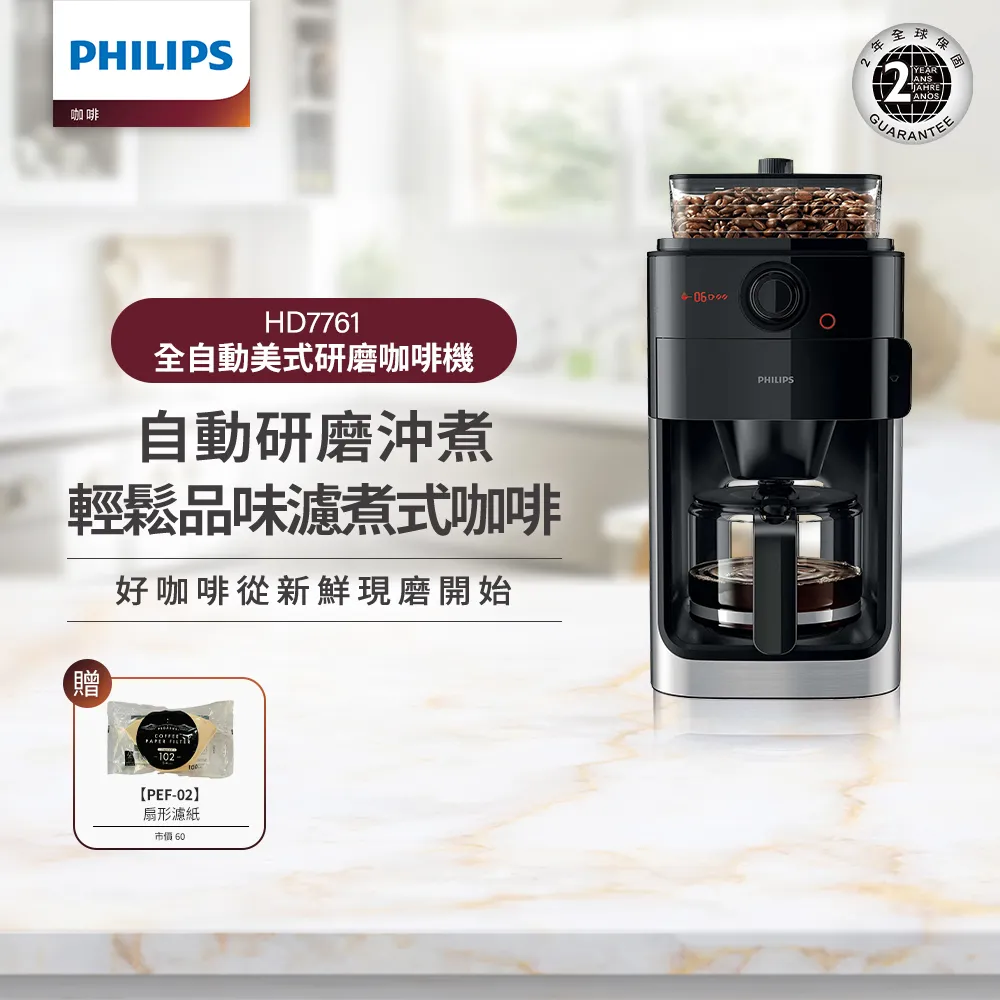 PHILIPS
咖啡
2年全球保固
2
YEAR
ANS
JAHRE
ANOS
GUARANTEE
HD7761
全自動美式研磨咖啡機
自動研磨沖煮
輕鬆品味濾煮式咖啡
好咖啡從新鮮現磨開始
06
PHILIPS
贈
COFFEE
PAPER FILTER
102
【PEF-02】
扇形濾紙
市價 60